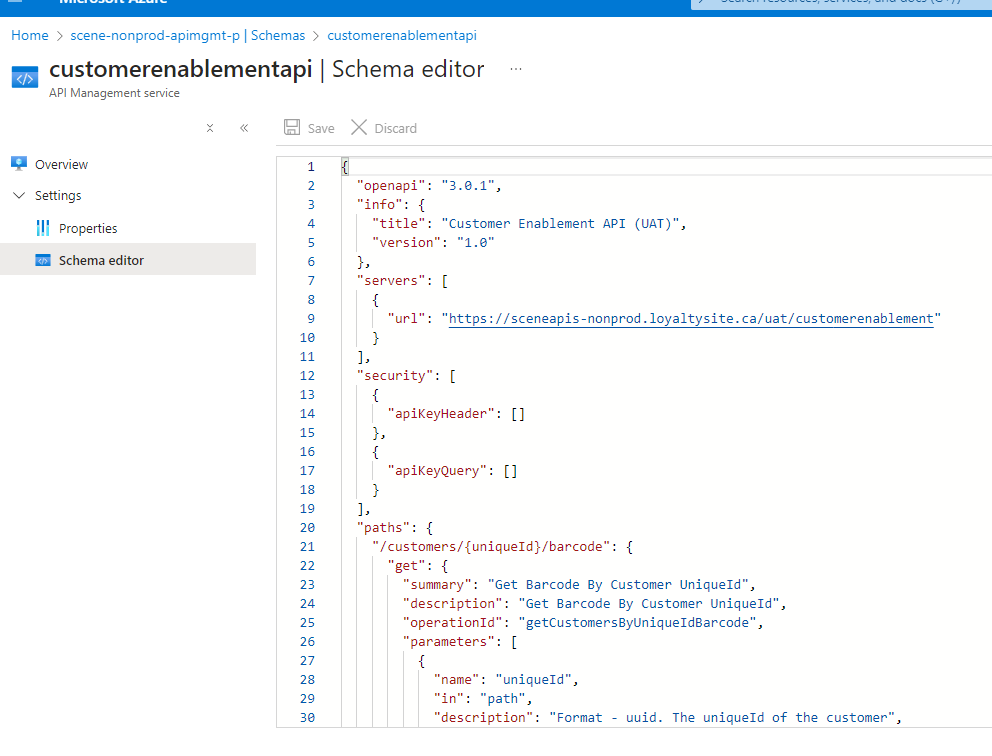 Microsoft Azure
Search resources, services, and docs (G+/)
Home > scene-nonprod-apimgmt-p | Schemas > customerenablementapi
customerenablementapi | Schema editor ...
API Management service
Save Discard
Overview
Settings
Properties
Schema editor
1 {
2 "openapi": "3.0.1",
3 "info": {
4 "title": "Customer Enablement API (UAT)",
5 "version": "1.0"
6 },
7 "servers": [
8 {
9 "url": "https://sceneapis-nonprod.loyaltysite.ca/uat/customerenablement"
10 }
11 ],
12 "security": [
13 {
14 "apiKeyHeader": []
15 },
16 {
17 "apiKeyQuery": []
18 }
19 ],
20 "paths": {
21 "/customers/{uniqueId}/barcode": {
22 "get": {
23 "summary": "Get Barcode By Customer UniqueId",
24 "description": "Get Barcode By Customer UniqueId",
25 "operationId": "getCustomersByUniqueIdBarcode",
26 "parameters": [
27 {
28 "name": "uniqueId",
29 "in": "path",
30 "description": "Format - uuid. The uniqueId of the customer",